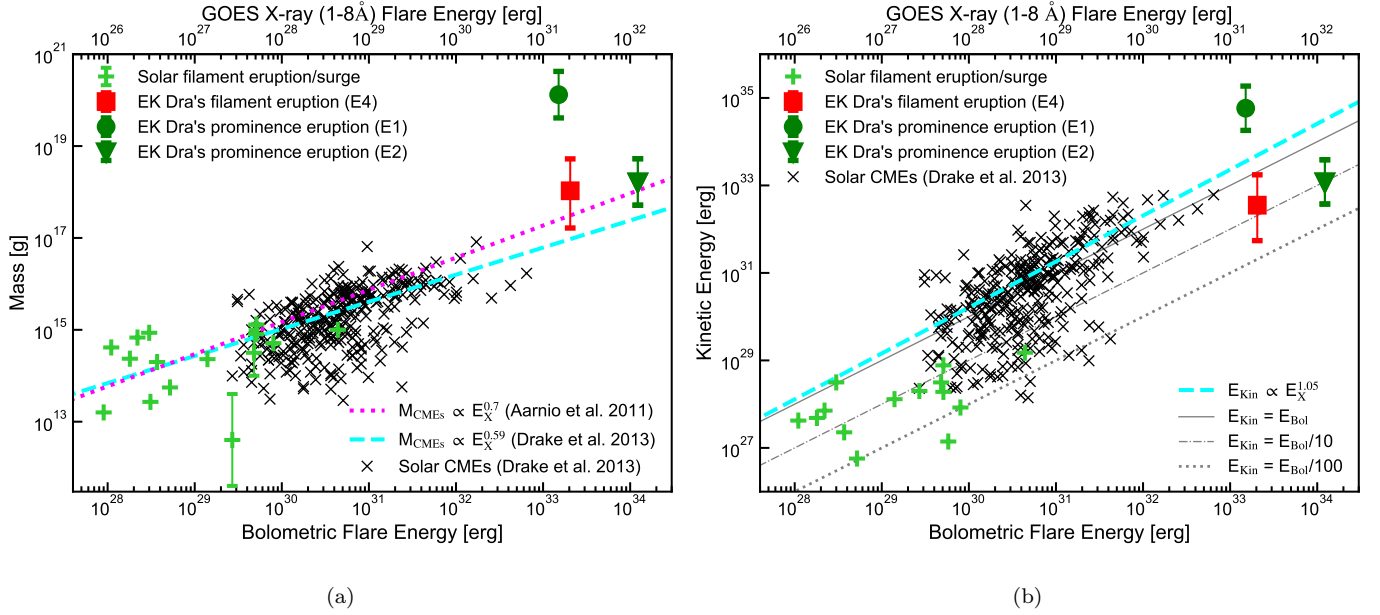 GOES X-ray (1-8Å) Flare Energy [erg]
10^26 10^27 10^28 10^29 10^30 10^31 10^32
10^21
10^19
10^17
10^15
10^13
Mass [g]
Solar filament eruption/surge
EK Dra's filament eruption (E4)
EK Dra's prominence eruption (E1)
EK Dra's prominence eruption (E2)
M_CMEs ∝ E_X^0.7 (Aarnio et al. 2011)
M_CMEs ∝ E_X^0.59 (Drake et al. 2013)
Solar CMEs (Drake et al. 2013)
10^28 10^29 10^30 10^31 10^32 10^33 10^34
Bolometric Flare Energy [erg]
(a)
GOES X-ray (1-8 Å) Flare Energy [erg]
10^26 10^27 10^28 10^29 10^30 10^31 10^32
10^35
10^33
10^31
10^29
10^27
Kinetic Energy [erg]
Solar filament eruption/surge
EK Dra's filament eruption (E4)
EK Dra's prominence eruption (E1)
EK Dra's prominence eruption (E2)
Solar CMEs (Drake et al. 2013)
E_Kin ∝ E_X^1.05
E_Kin = E_Bol
E_Kin = E_Bol/10
E_Kin = E_Bol/100
10^28 10^29 10^30 10^31 10^32 10^33 10^34
Bolometric Flare Energy [erg]
(b)